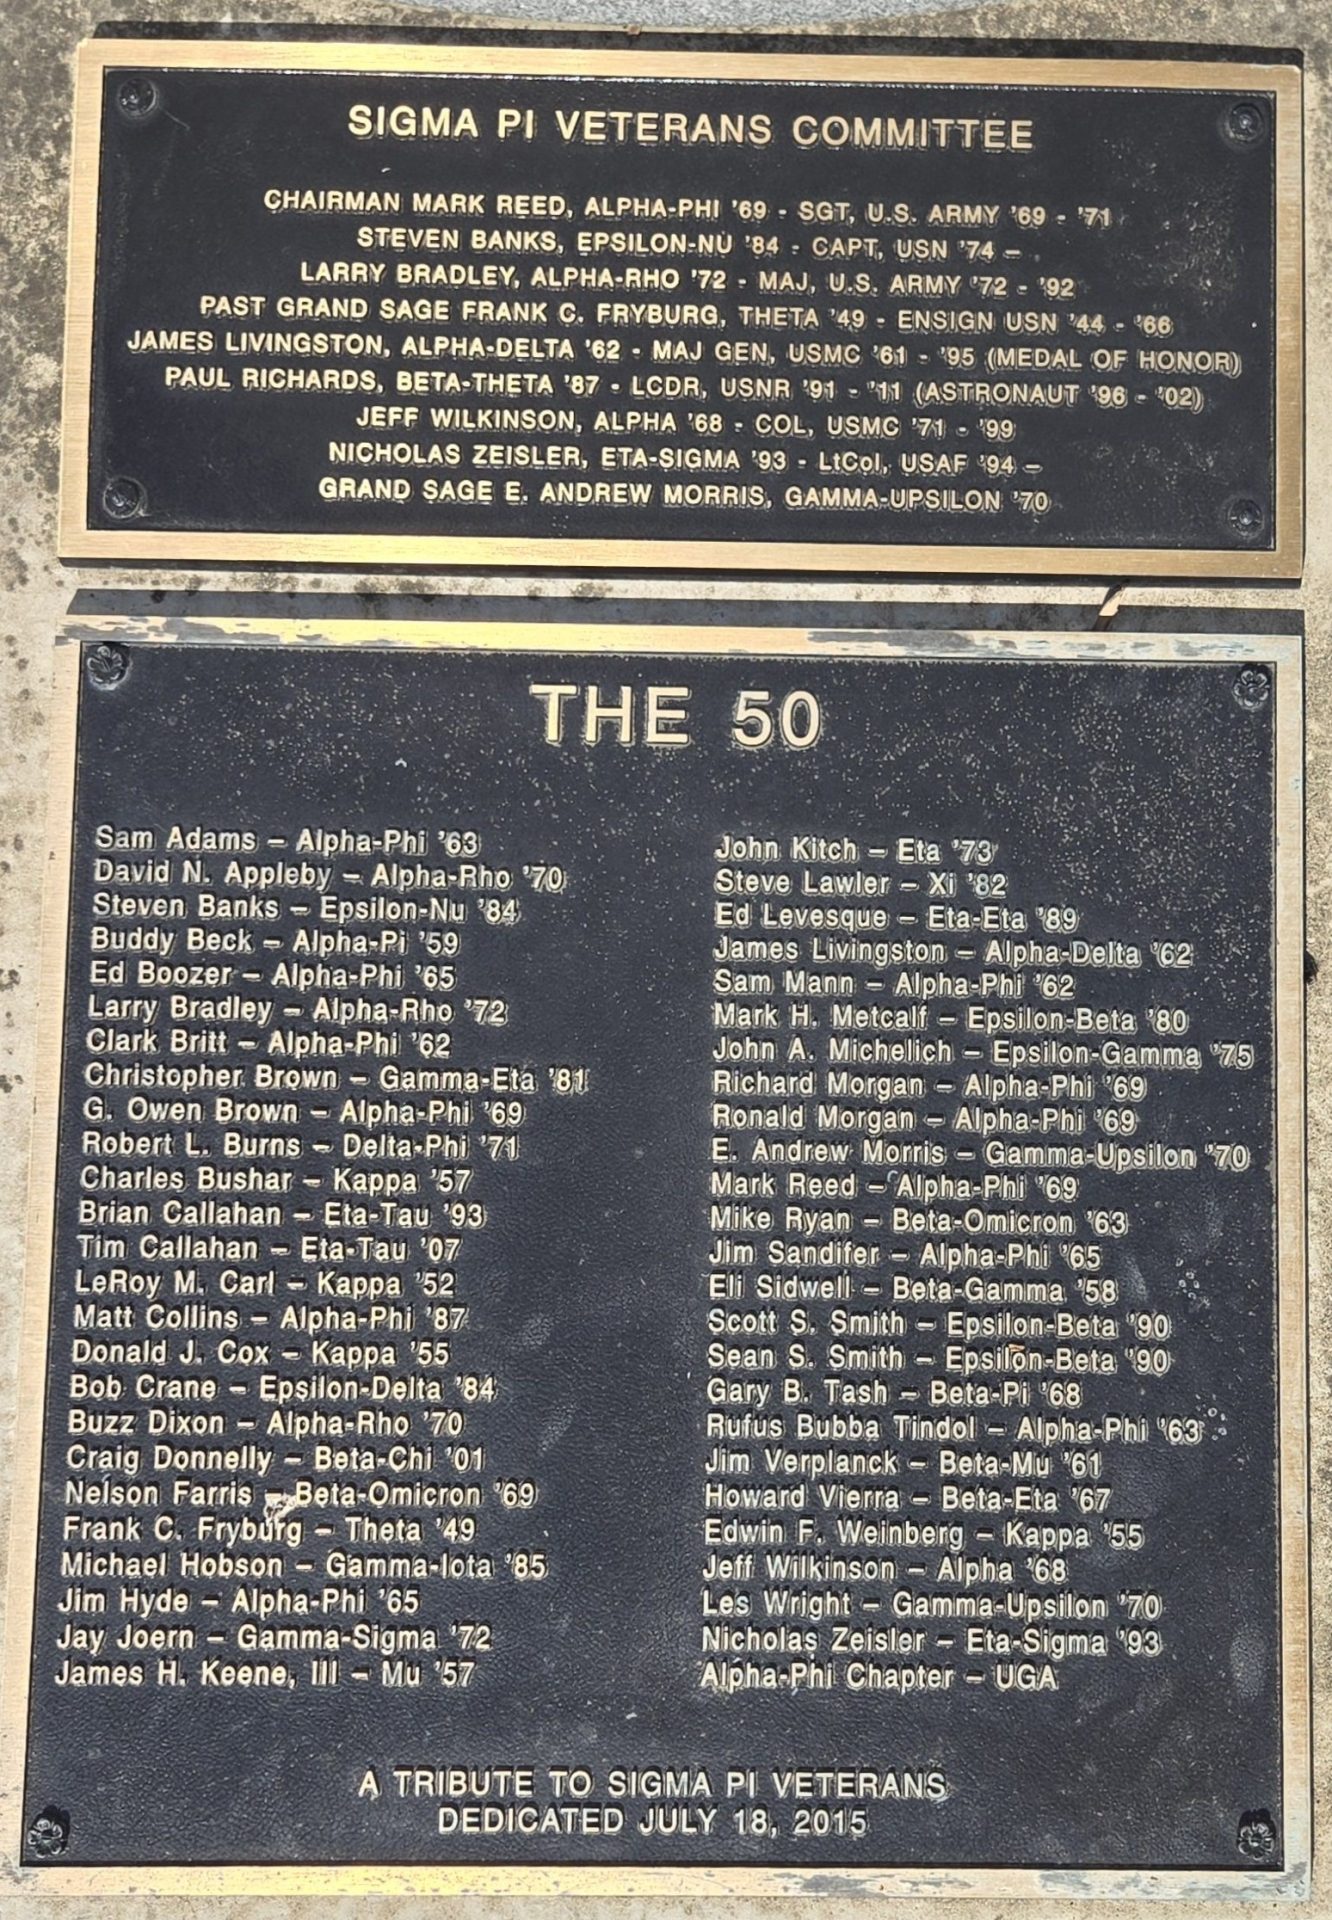 SIGMA PI VETERANS COMMITTEE
CHAIRMAN MARK REED, ALPHA-PHI '69 - SGT, U.S. ARMY '69 - '71
STEVEN BANKS, EPSILON-NU '84 - CAPT, USN '74 –
LARRY BRADLEY, ALPHA-RHO '72 - MAJ, U.S. ARMY '72 - '92
PAST GRAND SAGE FRANK C. FRYBURG, THETA '49 - ENSIGN USN '44 - '66
JAMES LIVINGSTON, ALPHA-DELTA '62 - MAJ GEN, USMC '61 - '95 (MEDAL OF HONOR)
PAUL RICHARDS, BETA-THETA '87 - LCDR, USNR '91 - '11 (ASTRONAUT '96 - '02)
JEFF WILKINSON, ALPHA '68 - COL, USMC '71 - '99
NICHOLAS ZEISLER, ETA-SIGMA '93 - LtCol, USAF '94 –
GRAND SAGE E. ANDREW MORRIS, GAMMA-UPSILON '70
THE 50
Sam Adams – Alpha-Phi '63
David N. Appleby – Alpha-Rho '70
Steven Banks – Epsilon-Nu '84
Buddy Beck – Alpha-Pi '59
Ed Boozer – Alpha-Phi '65
Larry Bradley – Alpha-Rho '72
Clark Britt – Alpha-Phi '62
Christopher Brown – Gamma-Eta '81
G. Owen Brown – Alpha-Phi '69
Robert L. Burns – Delta-Phi '71
Charles Bushar – Kappa '57
Brian Callahan – Eta-Tau '93
Tim Callahan – Eta-Tau '07
LeRoy M. Carl – Kappa '52
Matt Collins – Alpha-Phi '87
Donald J. Cox – Kappa '55
Bob Crane – Epsilon-Delta '84
Buzz Dixon – Alpha-Rho '70
Craig Donnelly – Beta-Chi '01
Nelson Farris – Beta-Omicron '69
Frank C. Fryburg – Theta '49
Michael Hobson – Gamma-Iota '85
Jim Hyde – Alpha-Phi '65
Jay Joern – Gamma-Sigma '72
James H. Keene, III – Mu '57
John Kitch – Eta '73
Steve Lawler – Xi '82
Ed Levesque – Eta-Eta '89
James Livingston – Alpha-Delta '62
Sam Mann – Alpha-Phi '62
Mark H. Metcalf – Epsilon-Beta '80
John A. Michelich – Epsilon-Gamma '75
Richard Morgan – Alpha-Phi '69
Ronald Morgan – Alpha-Phi '69
E. Andrew Morris – Gamma-Upsilon '70
Mark Reed – Alpha-Phi '69
Mike Ryan – Beta-Omicron '63
Jim Sandifer – Alpha-Phi '65
Eli Sidwell – Beta-Gamma '58
Scott S. Smith – Epsilon-Beta '90
Sean S. Smith – Epsilon-Beta '90
Gary B. Tash – Beta-Pi '68
Rufus Bubba Tindol – Alpha-Phi '63
Jim Verplanck – Beta-Mu '61
Howard Vierra – Beta-Eta '67
Edwin F. Weinberg – Kappa '55
Jeff Wilkinson – Alpha '68
Les Wright – Gamma-Upsilon '70
Nicholas Zeisler – Eta-Sigma '93
Alpha-Phi Chapter – UGA
A TRIBUTE TO SIGMA PI VETERANS
DEDICATED JULY 18, 2015